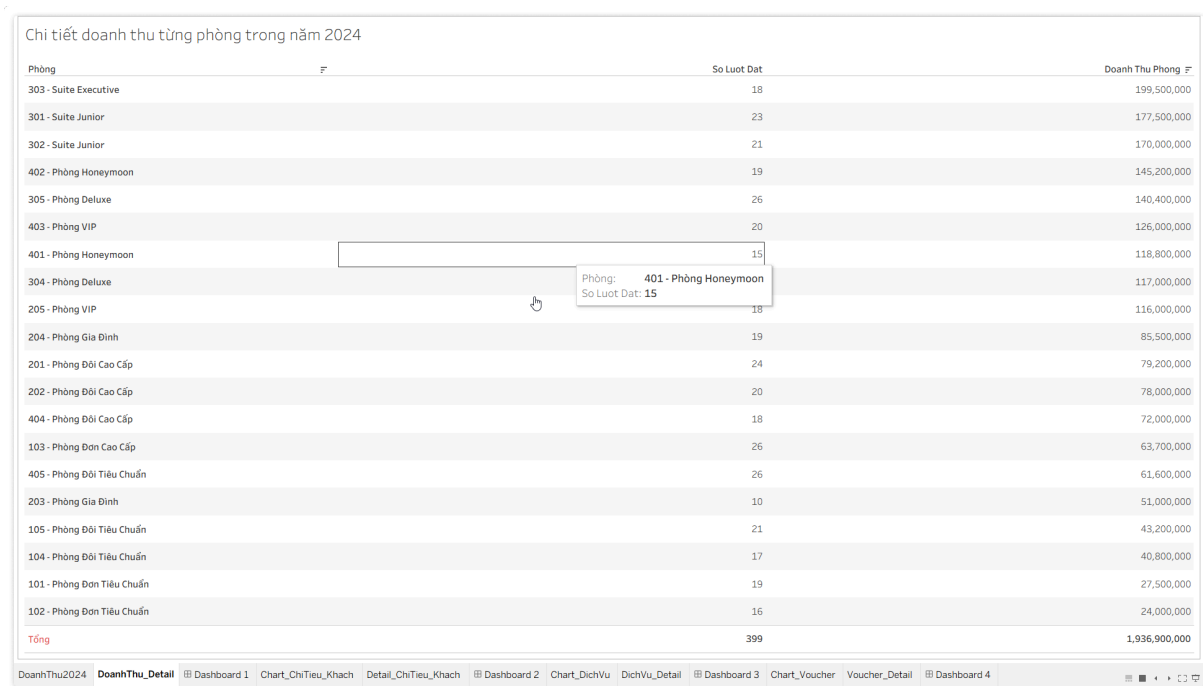 Chi tiết doanh thu từng phòng trong năm 2024
Phòng So Luot Dat Doanh Thu Phong
303 - Suite Executive 18 199,500,000
301 - Suite Junior 23 177,500,000
302 - Suite Junior 21 170,000,000
402 - Phòng Honeymoon 19 145,200,000
305 - Phòng Deluxe 26 140,400,000
403 - Phòng VIP 20 126,000,000
401 - Phòng Honeymoon 15 118,800,000
304 - Phòng Deluxe 117,000,000
Phòng: 401 - Phòng Honeymoon
So Luot Dat: 15
205 - Phòng VIP 18 116,000,000
204 - Phòng Gia Đình 19 85,500,000
201 - Phòng Đôi Cao Cấp 24 79,200,000
202 - Phòng Đôi Cao Cấp 20 78,000,000
404 - Phòng Đôi Cao Cấp 18 72,000,000
103 - Phòng Đơn Cao Cấp 26 63,700,000
405 - Phòng Đôi Tiêu Chuẩn 26 61,600,000
203 - Phòng Gia Đình 10 51,000,000
105 - Phòng Đôi Tiêu Chuẩn 21 43,200,000
104 - Phòng Đôi Tiêu Chuẩn 17 40,800,000
101 - Phòng Đơn Tiêu Chuẩn 19 27,500,000
102 - Phòng Đơn Tiêu Chuẩn 16 24,000,000
Tổng 399 1,936,900,000
DoanhThu2024 DoanhThu_Detail Dashboard 1 Chart_ChiTieu_Khach Detail_ChiTieu_Khach Dashboard 2 Chart_DichVu DichVu_Detail Dashboard 3 Chart_Voucher Voucher_Detail Dashboard 4